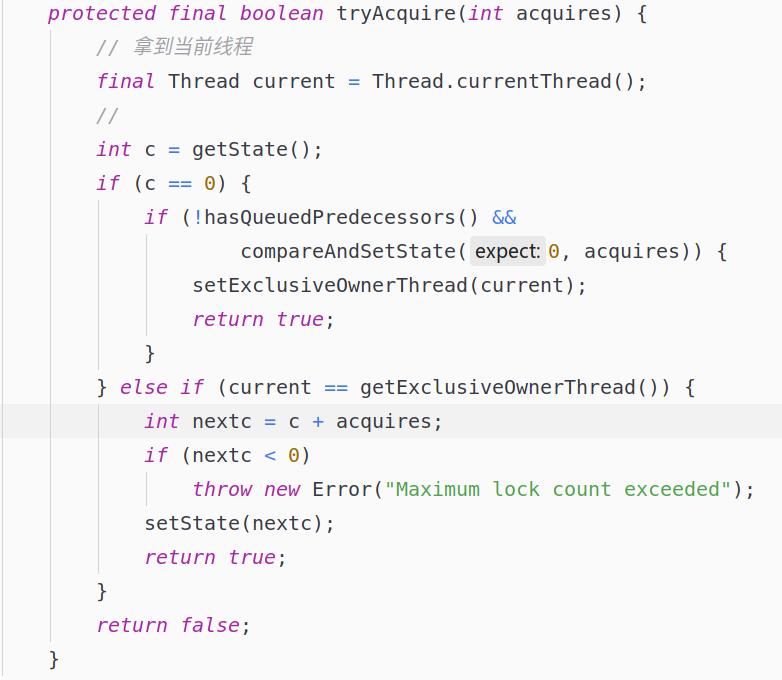 protected final boolean tryAcquire(int acquires) {
// 拿到当前线程
final Thread current = Thread.currentThread();
//
int c = getState();
if (c == 0) {
if (!hasQueuedPredecessors() &&
compareAndSetState( expect: 0, acquires)) {
setExclusiveOwnerThread(current);
return true;
}
} else if (current == getExclusiveOwnerThread()) {
int nextc = c + acquires;
if (nextc < 0)
throw new Error("Maximum lock count exceeded");
setState(nextc);
return true;
}
return false;
}